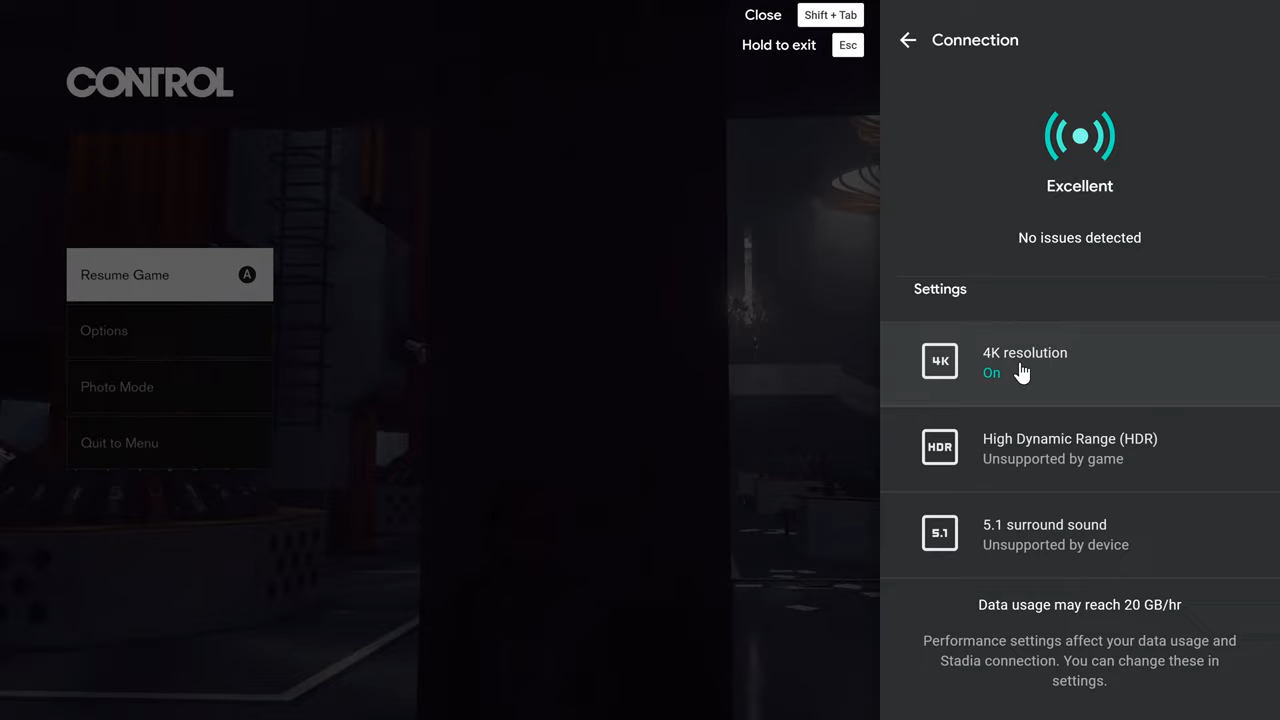 CONTROL
Resume Game A
Options
Photo Mode
Quit to Menu
Close Shift + Tab
Hold to exit Esc
Connection
Excellent
No issues detected
Settings
4K 4K resolution
On
HDR High Dynamic Range (HDR)
Unsupported by game
5.1 5.1 surround sound
Unsupported by device
Data usage may reach 20 GB/hr
Performance settings affect your data usage and
Stadia connection. You can change these in
settings.